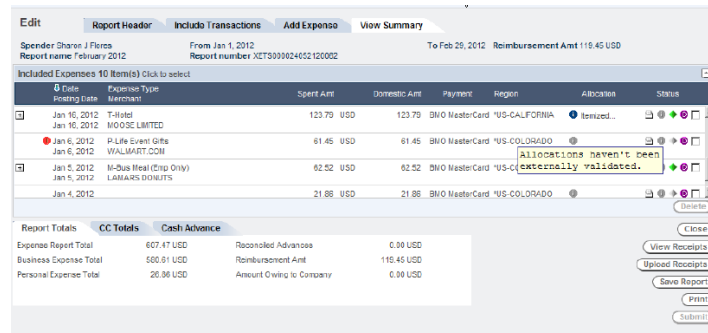 Edit
Report Header
Include Transactions
Add Expense
View Summary
Spender Sharon J Flores
From Jan 1, 2012
To Feb 29, 2012
Reimbursement Amt 119.45 USD
Report name February 2012
Report number XETS000024052120082
Included Expenses 10 Item(s) Click to select
Date
Posting Date
Expense Type
Merchant
Spent Amt
Domestic Amt
Payment
Region
Allocation
Status
Jan 16, 2012 T-Hotel 123.79 USD 123.79 BMO MasterCard *US-CALIFORNIA Itemized...
Jan 16, 2012 MOOSE LIMITED
Jan 6, 2012 P-Life Event Gifts 61.45 USD 61.45 BMO MasterCard *US-COLORADO
Jan 6, 2012 WALMART.COM
Allocations haven't been
externally validated.
Jan 5, 2012 M-Bus Meal (Emp Only) 62.52 USD 62.52 BMO MasterCard *US-CO
Jan 5, 2012 LAMARS DONUTS
Jan 4, 2012 21.86 USD 21.86 BMO MasterCard *US-COLORADO
Delete
Report Totals
CC Totals
Cash Advance
Close
Expense Report Total 607.47 USD Reconciled Advances 0.00 USD
View Receipts
Business Expense Total 580.61 USD Reimbursement Amt 119.45 USD
Upload Receipts
Personal Expense Total 26.86 USD Amount Owing to Company 0.00 USD
Save Report
Print
Submit